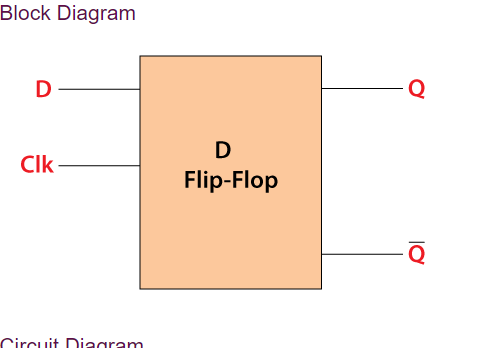 Block Diagram
D
Q
Clk
D
Flip-Flop
Q̅
Circuit Diagram